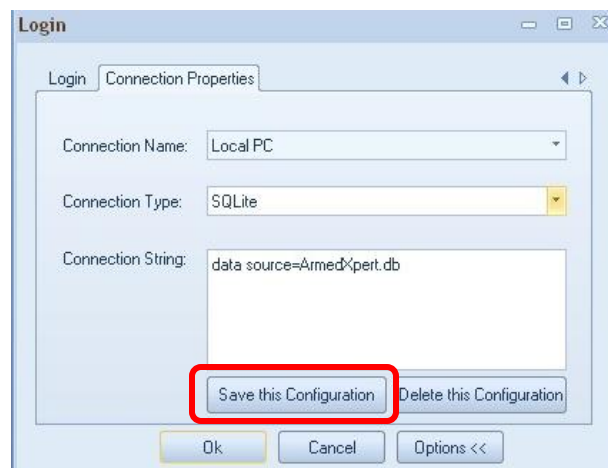 Login
Login Connection Properties
Connection Name: Local PC
Connection Type: SQLite
Connection String: data source=ArmedXpert.db
Save this Configuration Delete this Configuration
Ok Cancel Options <<